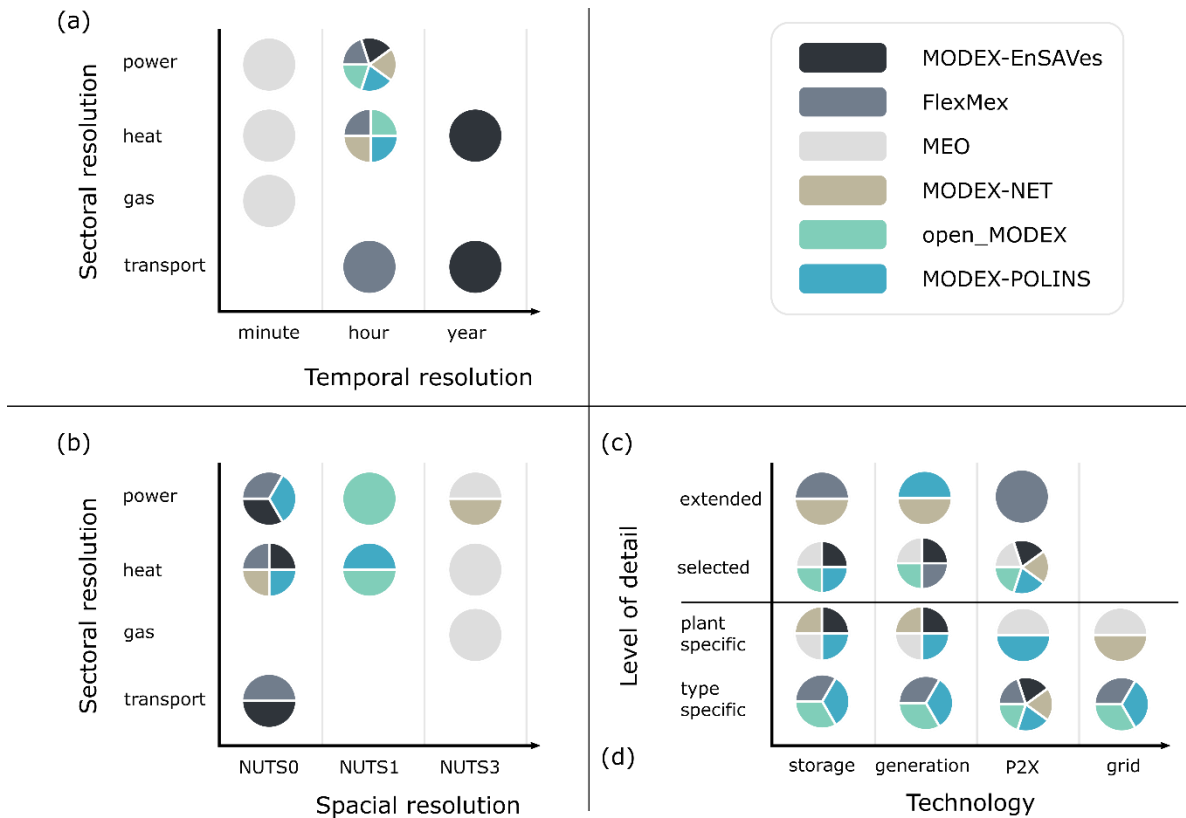 (a)
Sectoral resolution
power
heat
gas
transport
minute
hour
year
Temporal resolution
MODEX-EnSAVes
FlexMex
MEO
MODEX-NET
open_MODEX
MODEX-POLINS
(b)
Sectoral resolution
power
heat
gas
transport
NUTS0
NUTS1
NUTS3
Spacial resolution
(c)
Level of detail
extended
selected
plant
specific
type
specific
(d)
storage
generation
P2X
grid
Technology